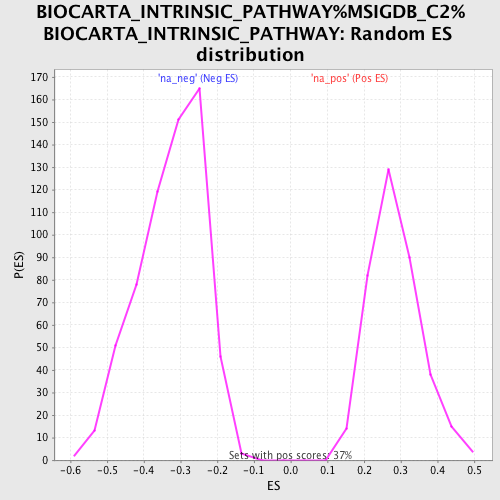 BIOCARTA_INTRINSIC_PATHWAY%MSIGDB_C2%
BIOCARTA_INTRINSIC_PATHWAY: Random ES
distribution
'na_neg' (Neg ES)
'na_pos' (Pos ES)
170
160
150
140
130
120
110
100
90
80
70
60
50
40
30
20
10
0
P(ES)
Sets with pos scores: 37%
-0.6 -0.5 -0.4 -0.3 -0.2 -0.1 0.0 0.1 0.2 0.3 0.4 0.5
ES